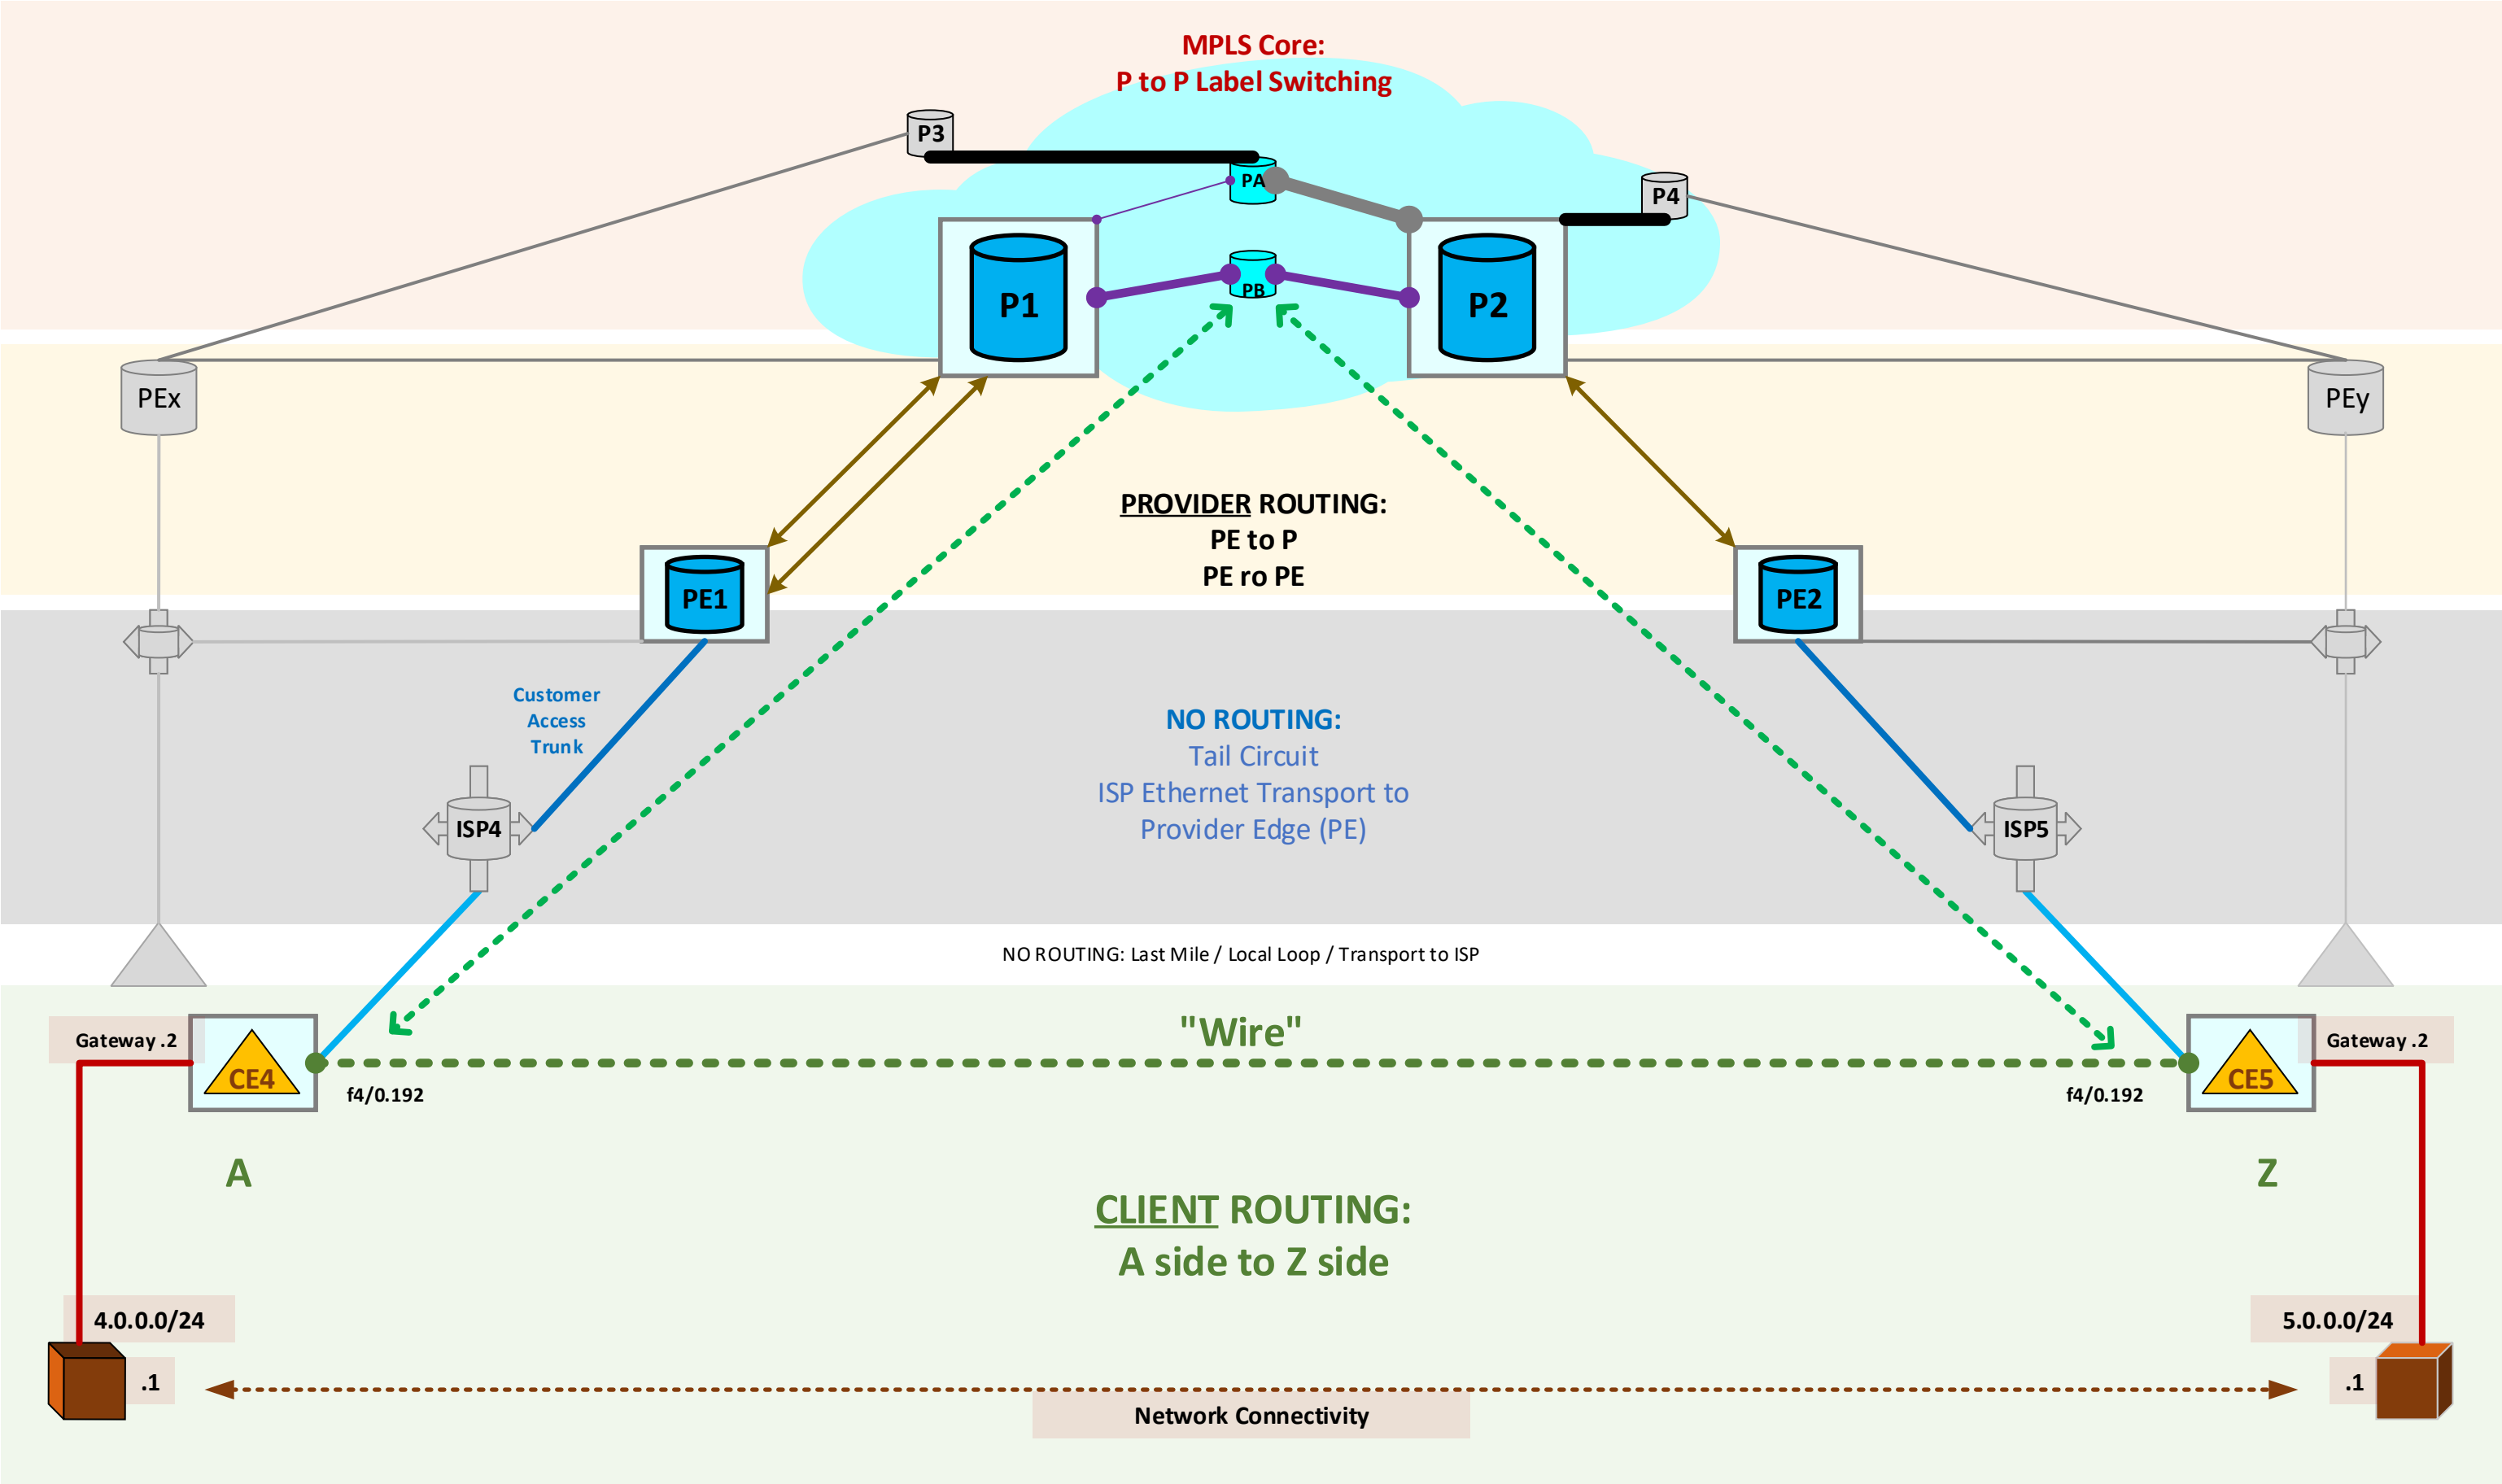 MPLS Core:
P to P Label Switching
P3
PA
P4
P1
PB
P2
PEx
PEy
PROVIDER ROUTING:
PE to P
PE ro PE
PE1
PE2
Customer
Access
Trunk
NO ROUTING:
Tail Circuit
ISP Ethernet Transport to
Provider Edge (PE)
ISP4
ISP5
NO ROUTING: Last Mile / Local Loop / Transport to ISP
Gateway .2
"Wire"
Gateway .2
CE4
CE5
f4/0.192
f4/0.192
A
Z
CLIENT ROUTING:
A side to Z side
4.0.0.0/24
5.0.0.0/24
.1
.1
Network Connectivity